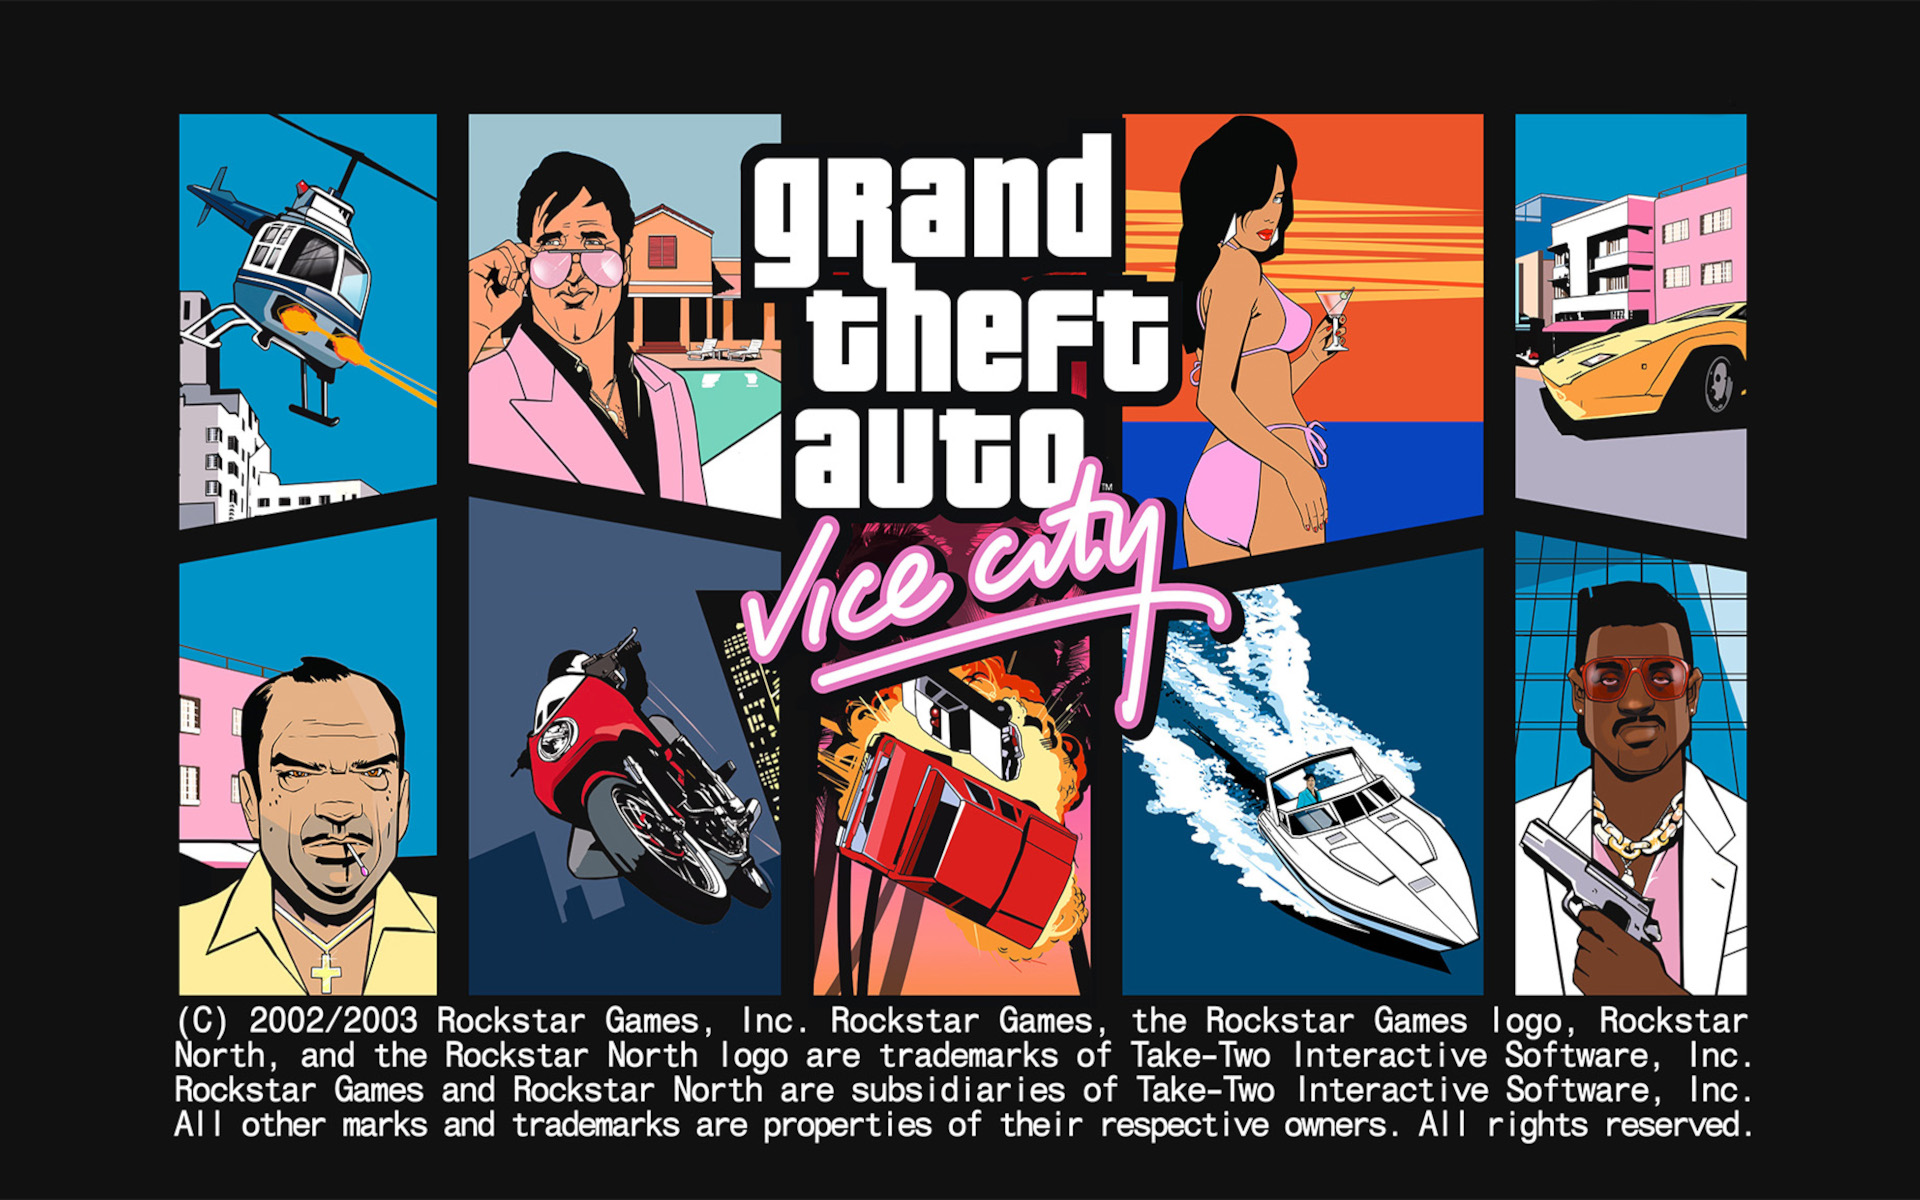 grand
theft
auto
TM
vice city
(C) 2002/2003 Rockstar Games, Inc. Rockstar Games, the Rockstar Games logo, Rockstar
North, and the Rockstar North logo are trademarks of Take-Two Interactive Software, Inc.
Rockstar Games and Rockstar North are subsidiaries of Take-Two Interactive Software, Inc.
All other marks and trademarks are properties of their respective owners. All rights reserved.